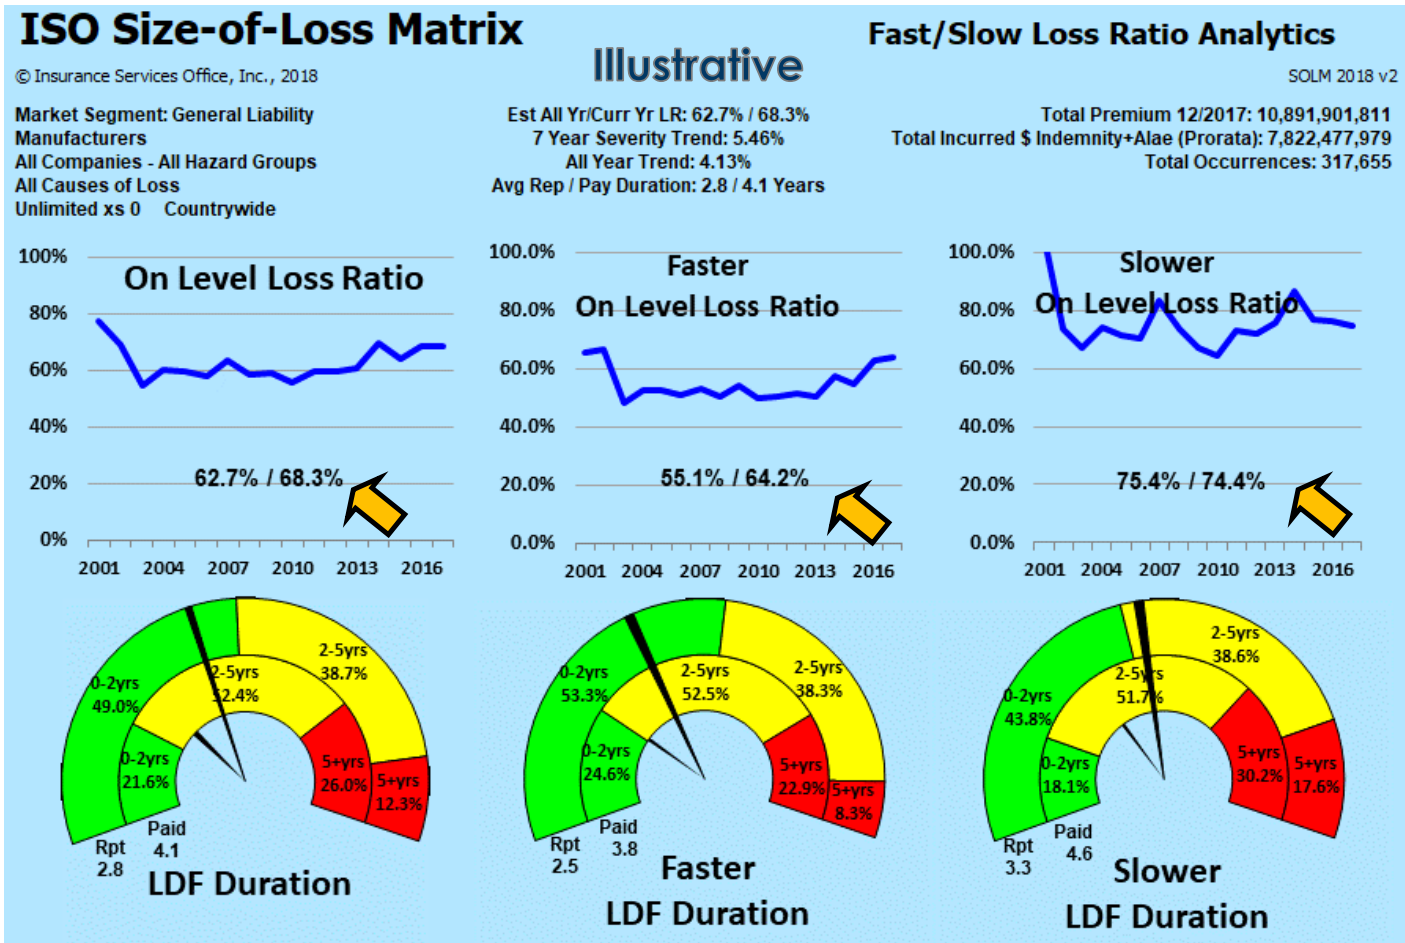 ISO Size-of-Loss Matrix
Illustrative
Fast/Slow Loss Ratio Analytics
© Insurance Services Office, Inc., 2018
SOLM 2018 v2
Market Segment: General Liability
Manufacturers
All Companies - All Hazard Groups
All Causes of Loss
Unlimited xs 0 Countrywide
Est All Yr/Curr Yr LR: 62.7% / 68.3%
7 Year Severity Trend: 5.46%
All Year Trend: 4.13%
Avg Rep / Pay Duration: 2.8 / 4.1 Years
Total Premium 12/2017: 10,891,901,811
Total Incurred $ Indemnity+Alae (Prorata): 7,822,477,979
Total Occurrences: 317,655
On Level Loss Ratio
100%
80%
60%
40%
20%
0%
62.7% / 68.3%
2001 2004 2007 2010 2013 2016
Faster
On Level Loss Ratio
100.0%
80.0%
60.0%
40.0%
20.0%
0.0%
55.1% / 64.2%
2001 2004 2007 2010 2013 2016
Slower
On Level Loss Ratio
100.0%
80.0%
60.0%
40.0%
20.0%
0.0%
75.4% / 74.4%
2001 2004 2007 2010 2013 2016
0-2yrs
49.0%
2-5yrs
38.7%
5+yrs
12.3%
0-2yrs
21.6%
2-5yrs
52.4%
5+yrs
26.0%
Rpt
2.8
Paid
4.1
LDF Duration
0-2yrs
53.3%
2-5yrs
38.3%
5+yrs
8.3%
0-2yrs
24.6%
2-5yrs
52.5%
5+yrs
22.9%
Rpt
2.5
Paid
3.8
Faster
LDF Duration
0-2yrs
43.8%
2-5yrs
38.6%
5+yrs
17.6%
0-2yrs
18.1%
2-5yrs
51.7%
5+yrs
30.2%
Rpt
3.3
Paid
4.6
Slower
LDF Duration